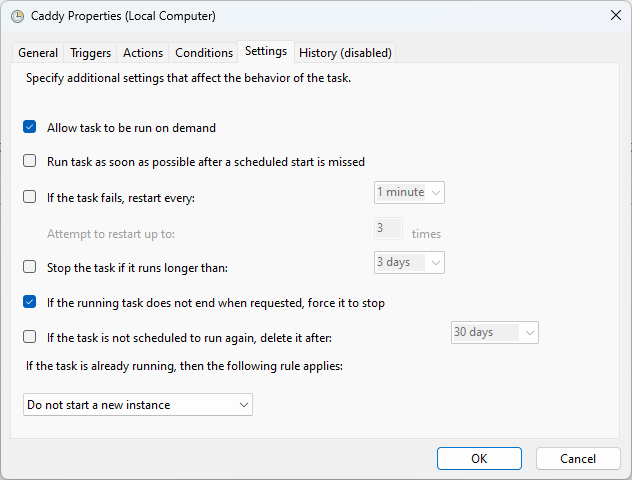 Caddy Properties (Local Computer)
General Triggers Actions Conditions Settings History (disabled)
Specify additional settings that affect the behavior of the task.
Allow task to be run on demand
Run task as soon as possible after a scheduled start is missed
If the task fails, restart every: 1 minute
Attempt to restart up to: 3 times
Stop the task if it runs longer than: 3 days
If the running task does not end when requested, force it to stop
If the task is not scheduled to run again, delete it after: 30 days
If the task is already running, then the following rule applies:
Do not start a new instance
OK Cancel